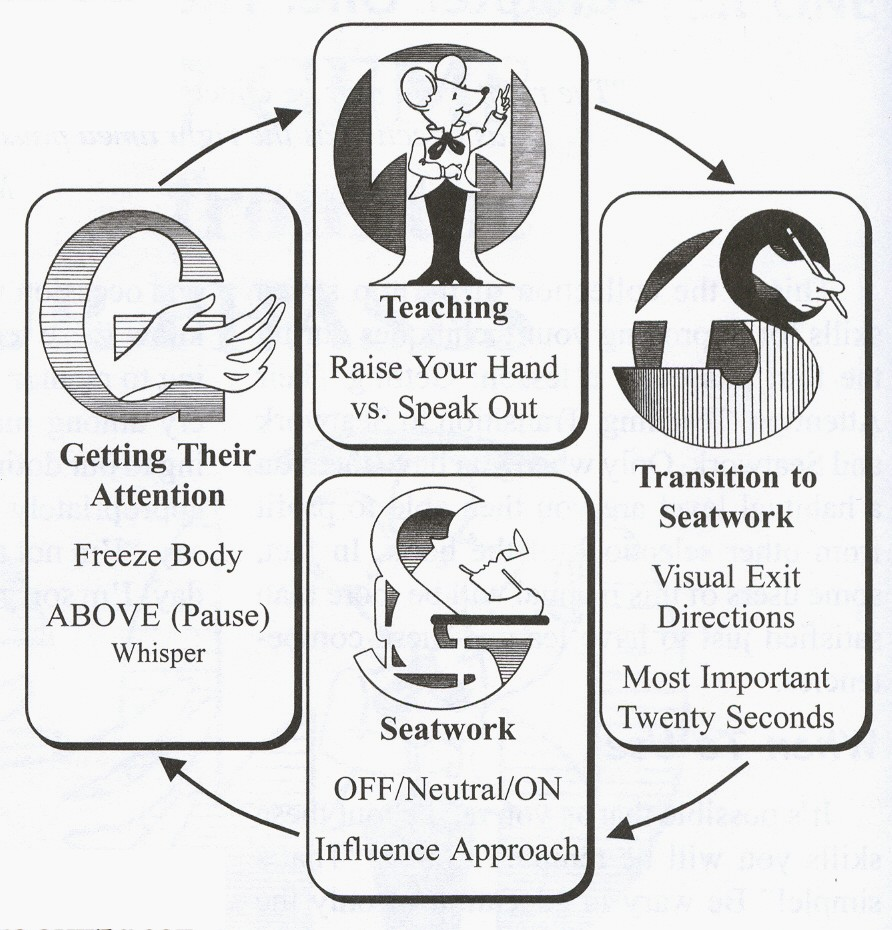 Getting Their
Attention
Freeze Body
ABOVE (Pause)
Whisper
Teaching
Raise Your Hand
vs. Speak Out
Transition to
Seatwork
Visual Exit
Directions
Most Important
Twenty Seconds
Seatwork
OFF/Neutral/ON
Influence Approach